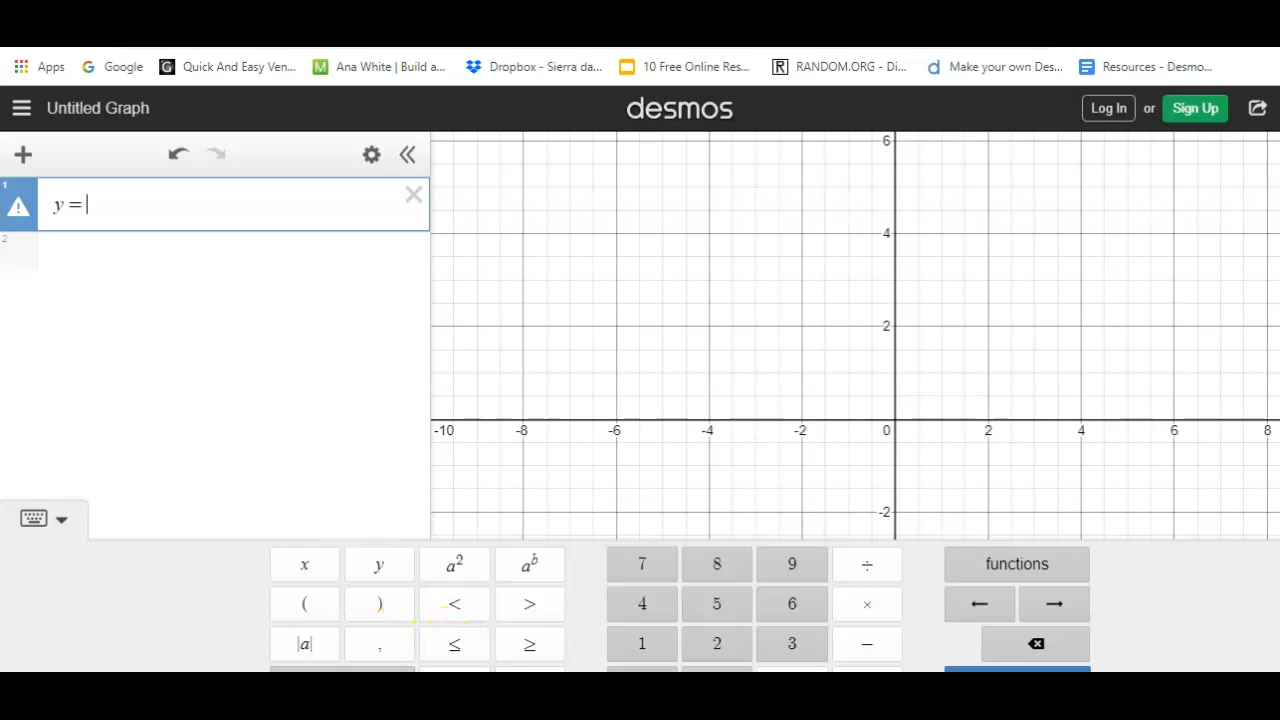 Apps Google Quick And Easy Ven... Ana White | Build a... Dropbox - Sierra da... 10 Free Online Res... RANDOM.ORG - Di... Make your own Des... Resources - Desmo...
Untitled Graph desmos Log In or Sign Up
1
y =
2
6
4
2
-10 -8 -6 -4 -2 0 2 4 6 8
-2
x y a² aᵇ 7 8 9 ÷ functions
( ) < > 4 5 6 × ← →
|a| , ≤ ≥ 1 2 3 −